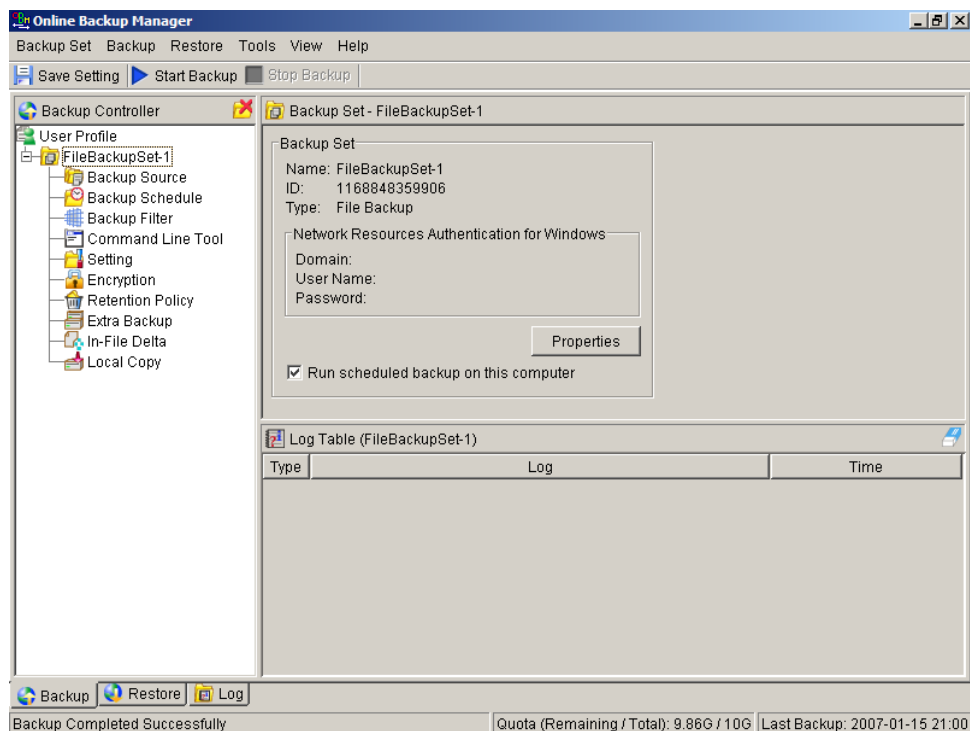 Online Backup Manager
Backup Set Backup Restore Tools View Help
Save Setting Start Backup Stop Backup
Backup Controller
User Profile
FileBackupSet-1
Backup Source
Backup Schedule
Backup Filter
Command Line Tool
Setting
Encryption
Retention Policy
Extra Backup
In-File Delta
Local Copy
Backup Set - FileBackupSet-1
Backup Set
Name: FileBackupSet-1
ID: 1168848359906
Type: File Backup
Network Resources Authentication for Windows
Domain:
User Name:
Password:
Properties
Run scheduled backup on this computer
Log Table (FileBackupSet-1)
Type Log Time
Backup Restore Log
Backup Completed Successfully Quota (Remaining / Total): 9.86G / 10G Last Backup: 2007-01-15 21:00